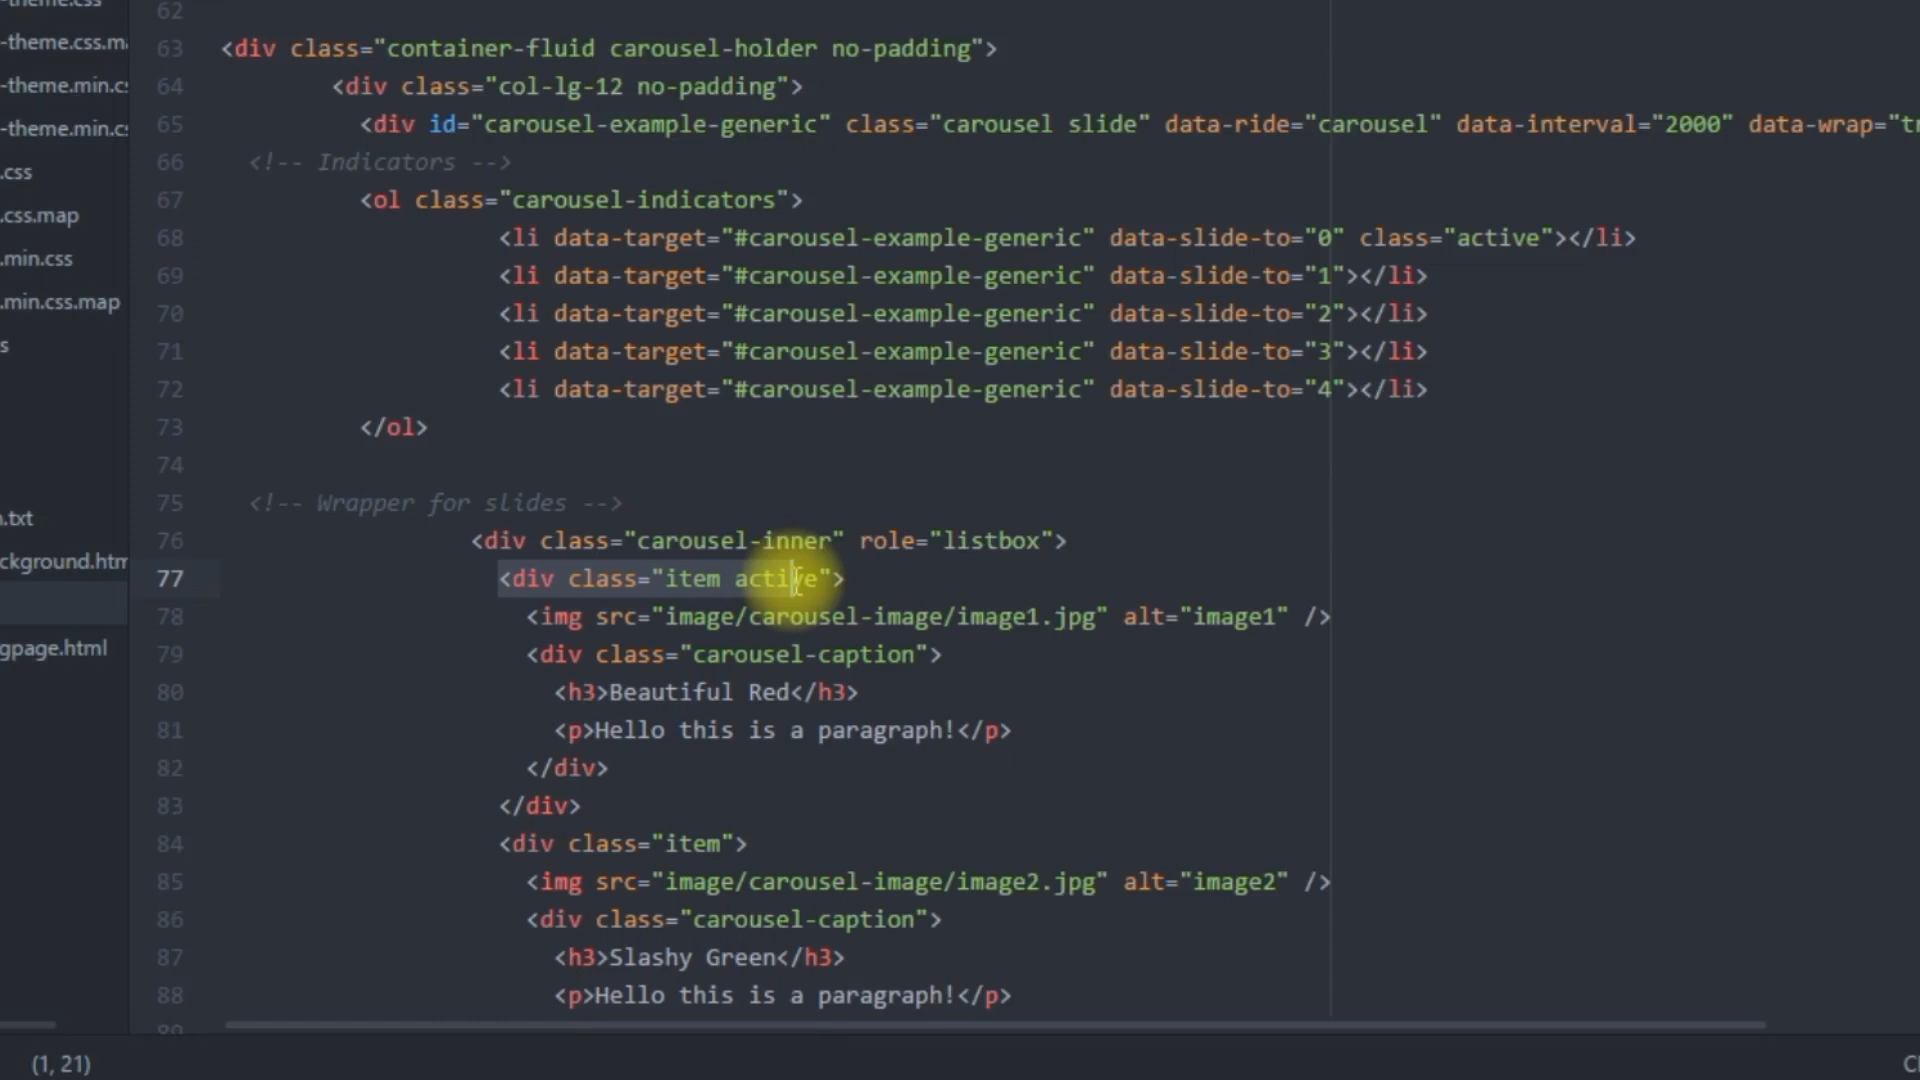 -theme.css
-theme.css.ma
-theme.min.cs
-theme.min.cs
.css
.css.map
.min.css
.min.css.map
s
.txt
ckground.htm
gpage.html
62
63 <div class="container-fluid carousel-holder no-padding">
64 <div class="col-lg-12 no-padding">
65 <div id="carousel-example-generic" class="carousel slide" data-ride="carousel" data-interval="2000" data-wrap="tr
66 <!-- Indicators -->
67 <ol class="carousel-indicators">
68 <li data-target="#carousel-example-generic" data-slide-to="0" class="active"></li>
69 <li data-target="#carousel-example-generic" data-slide-to="1"></li>
70 <li data-target="#carousel-example-generic" data-slide-to="2"></li>
71 <li data-target="#carousel-example-generic" data-slide-to="3"></li>
72 <li data-target="#carousel-example-generic" data-slide-to="4"></li>
73 </ol>
74
75 <!-- Wrapper for slides -->
76 <div class="carousel-inner" role="listbox">
77 <div class="item active">
78 <img src="image/carousel-image/image1.jpg" alt="image1" />
79 <div class="carousel-caption">
80 <h3>Beautiful Red</h3>
81 <p>Hello this is a paragraph!</p>
82 </div>
83 </div>
84 <div class="item">
85 <img src="image/carousel-image/image2.jpg" alt="image2" />
86 <div class="carousel-caption">
87 <h3>Slashy Green</h3>
88 <p>Hello this is a paragraph!</p>
89
(1, 21)